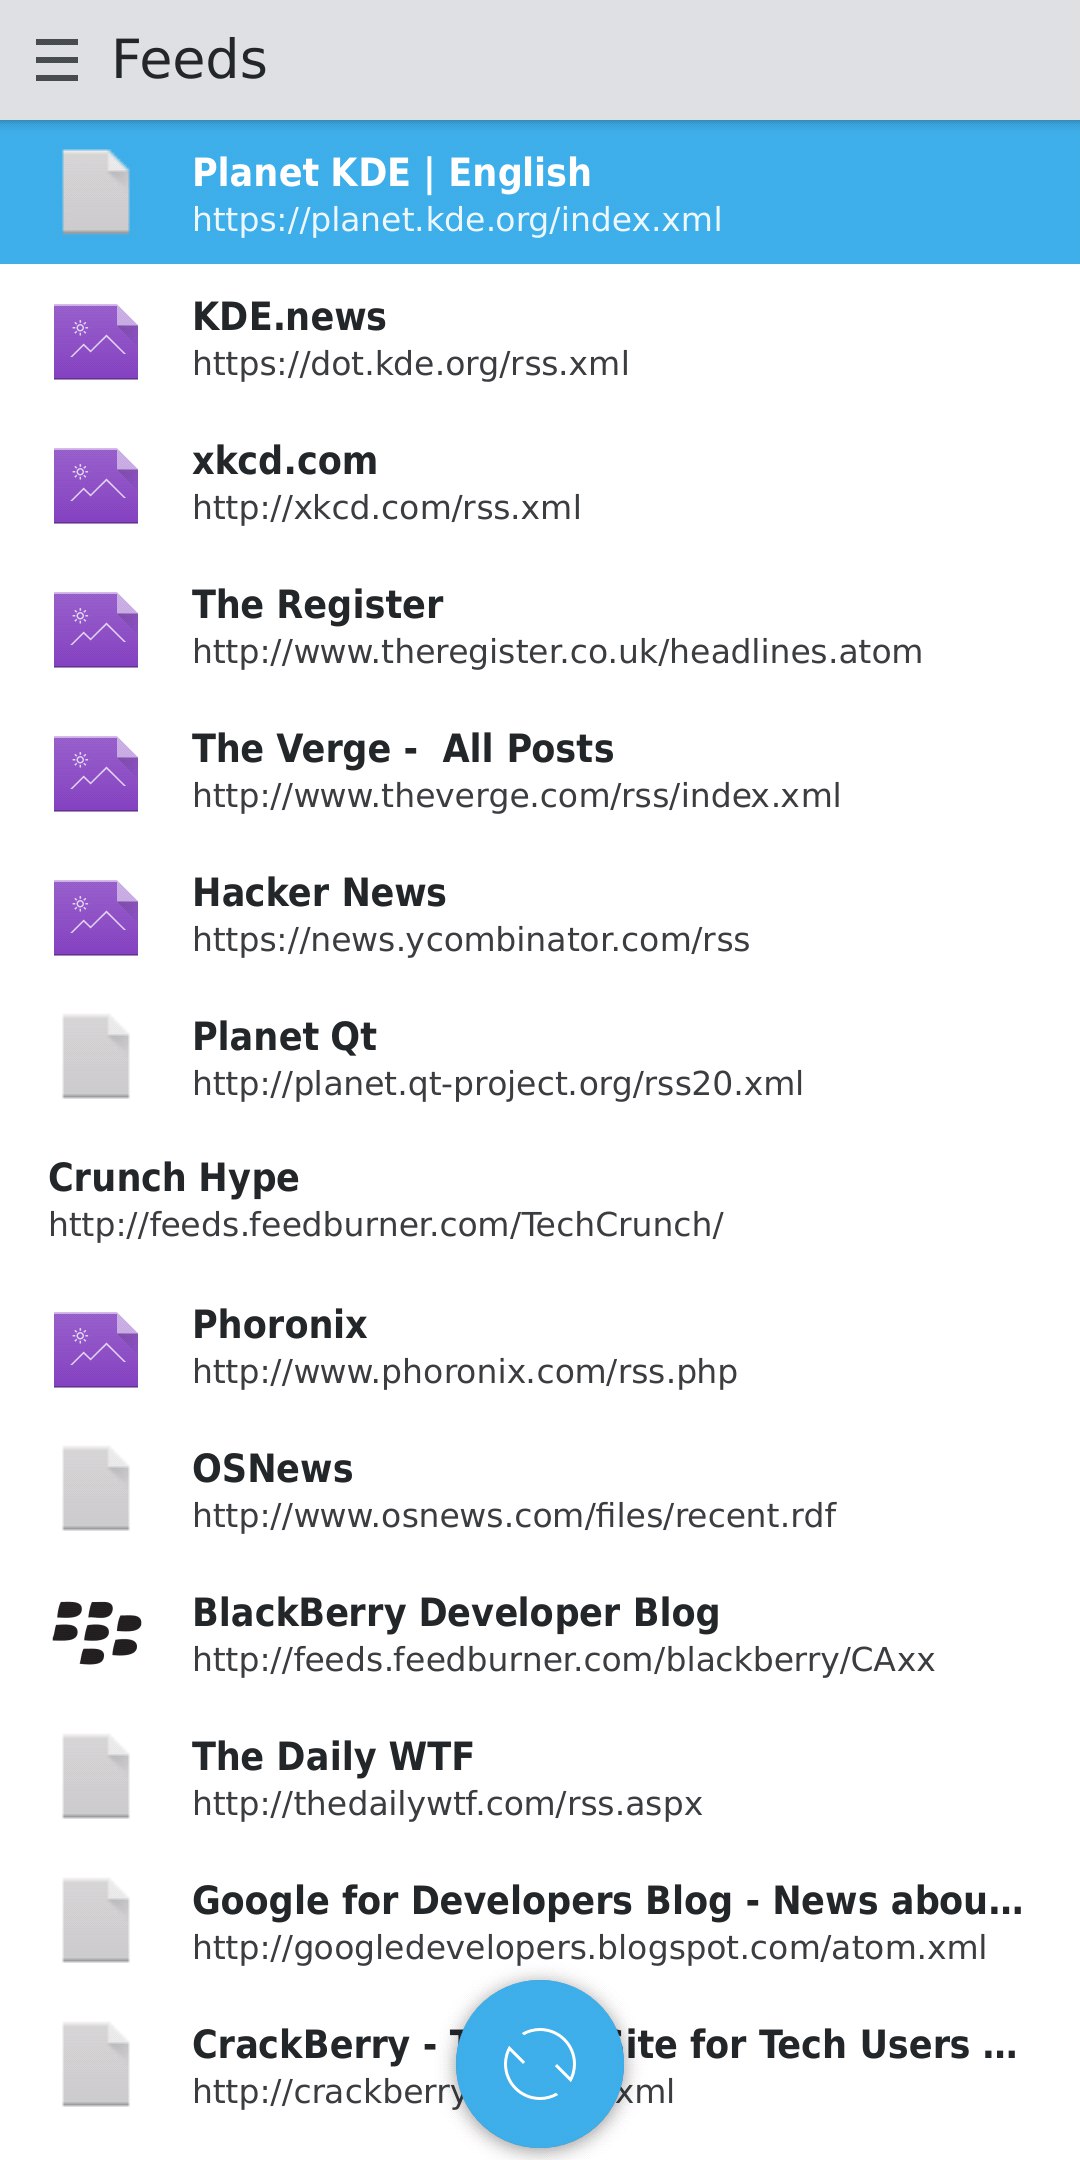 Feeds
Planet KDE | English
https://planet.kde.org/index.xml
KDE.news
https://dot.kde.org/rss.xml
xkcd.com
http://xkcd.com/rss.xml
The Register
http://www.theregister.co.uk/headlines.atom
The Verge -  All Posts
http://www.theverge.com/rss/index.xml
Hacker News
https://news.ycombinator.com/rss
Planet Qt
http://planet.qt-project.org/rss20.xml
Crunch Hype
http://feeds.feedburner.com/TechCrunch/
Phoronix
http://www.phoronix.com/rss.php
OSNews
http://www.osnews.com/files/recent.rdf
BlackBerry Developer Blog
http://feeds.feedburner.com/blackberry/CAxx
The Daily WTF
http://thedailywtf.com/rss.aspx
Google for Developers Blog - News abou...
http://googledevelopers.blogspot.com/atom.xml
CrackBerry - for Tech Users ...
http://crackberry xml